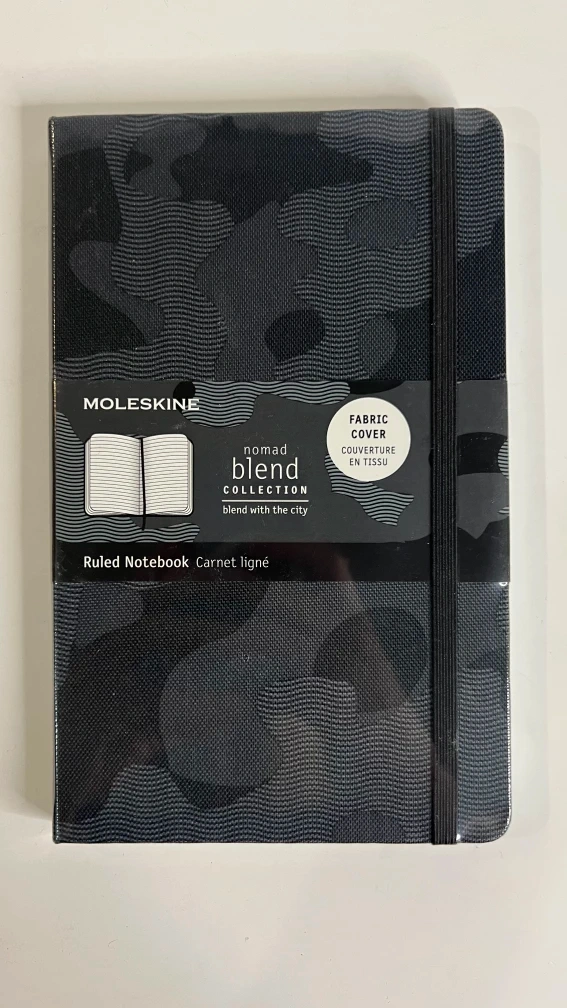 MOLESKINE
FABRIC
COVER
COUVERTURE
EN TISSU
nomad
blend
COLLECTION
blend with the city
Ruled Notebook Carnet ligné